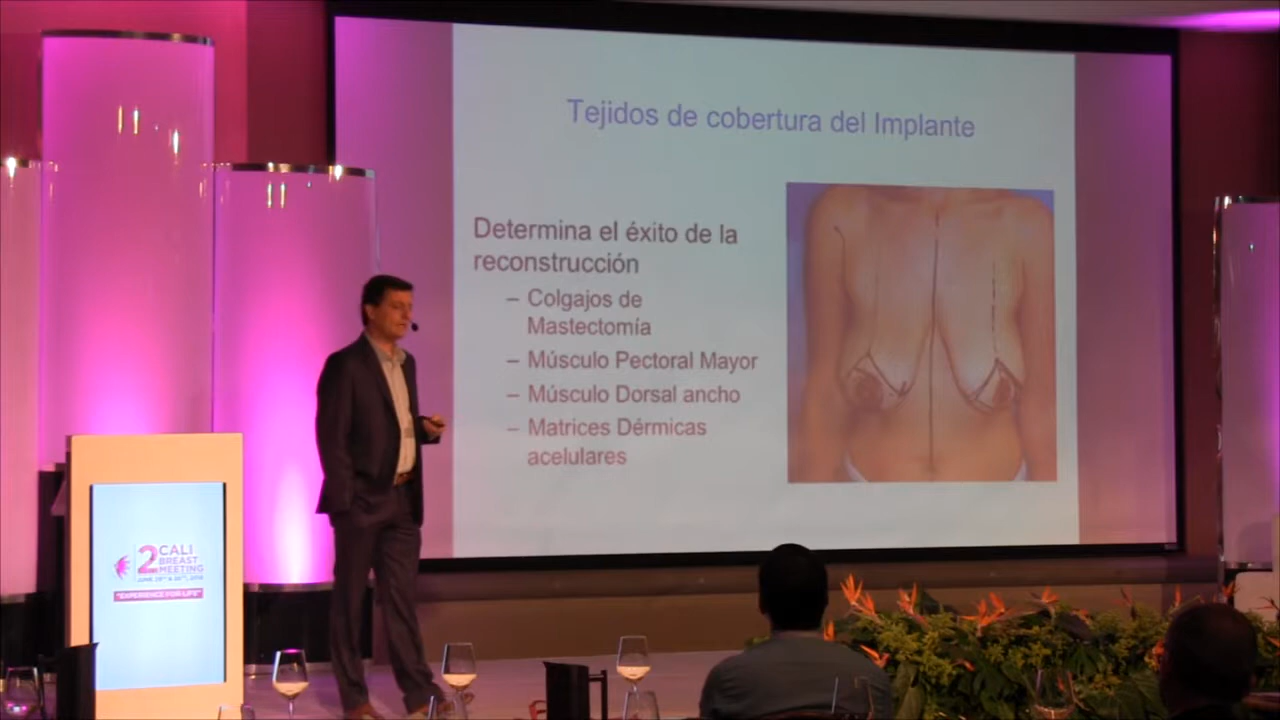 Tejidos de cobertura del Implante
Determina el éxito de la
reconstrucción
– Colgajos de
Mastectomía
– Músculo Pectoral Mayor
– Músculo Dorsal ancho
– Matrices Dérmicas
acelulares
2 CALI
BREAST
MEETING
"EXPERIENCE FOR LIFE"